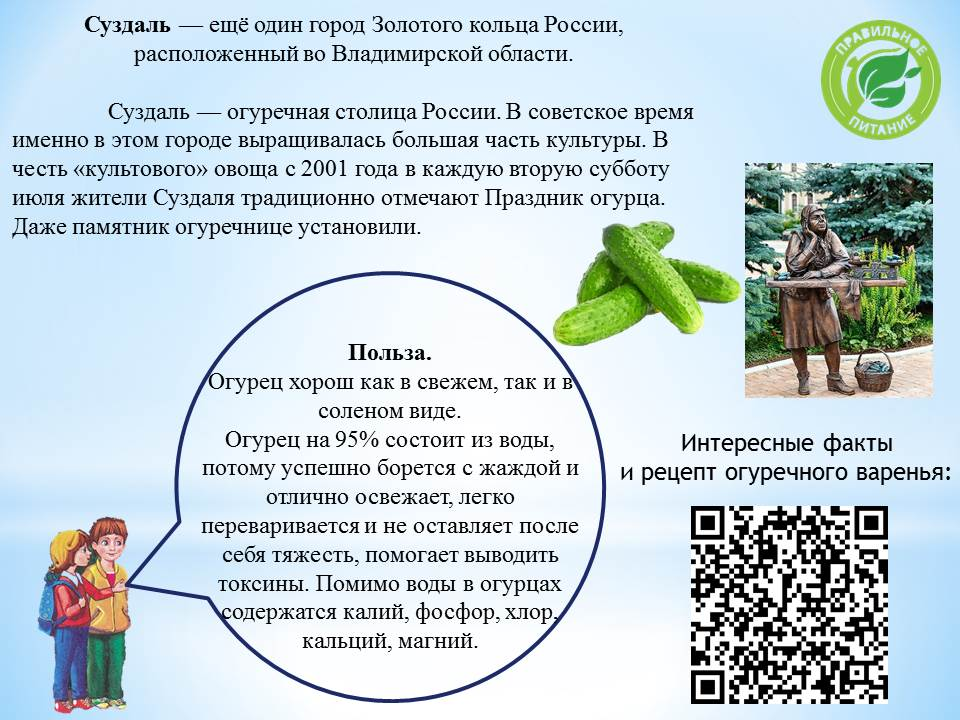 Суздаль — ещё один город Золотого кольца России,
расположенный во Владимирской области.
Суздаль — огуречная столица России. В советское время
именно в этом городе выращивалась большая часть культуры. В
честь «культового» овоща с 2001 года в каждую вторую субботу
июля жители Суздаля традиционно отмечают Праздник огурца.
Даже памятник огуречнице установили.
ПРАВИЛЬНОЕ
ПИТАНИЕ
Польза.
Огурец хорош как в свежем, так и в
соленом виде.
Огурец на 95% состоит из воды,
потому успешно борется с жаждой и
отлично освежает, легко
переваривается и не оставляет после
себя тяжесть, помогает выводить
токсины. Помимо воды в огурцах
содержатся калий, фосфор, хлор,
кальций, магний.
Интересные факты
и рецепт огуречного варенья: